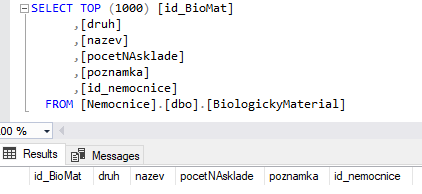 SELECT TOP (1000) [id_BioMat]
,[druh]
,[nazev]
,[pocetNAsklade]
,[poznamka]
,[id_nemocnice]
FROM [Nemocnice].[dbo].[BiologickyMaterial]
00 %
Results Messages
id_BioMat druh nazev pocetNAsklade poznamka id_nemocnice